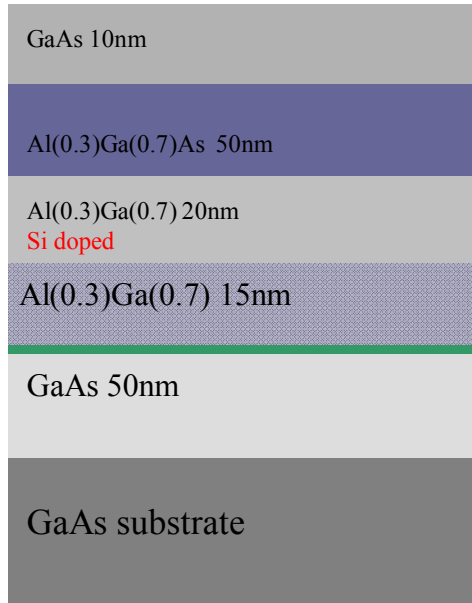 GaAs 10nm
Al(0.3)Ga(0.7)As 50nm
Al(0.3)Ga(0.7) 20nm
Si doped
Al(0.3)Ga(0.7) 15nm
GaAs 50nm
GaAs substrate